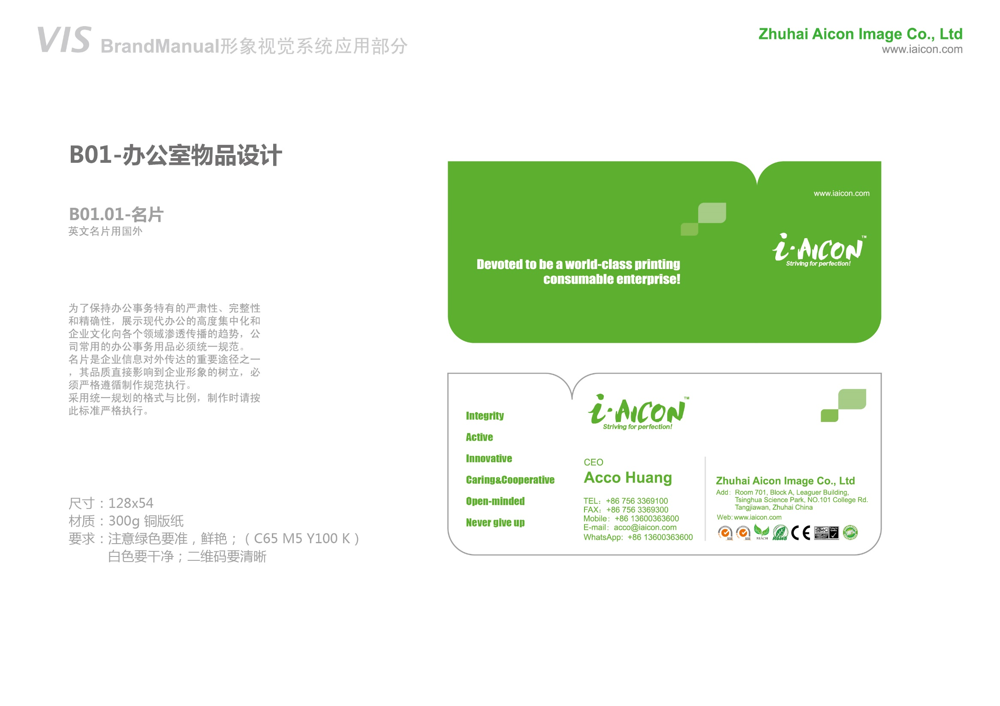 VIS BrandManual形象视觉系统应用部分
Zhuhai Aicon Image Co., Ltd
www.iaicon.com
B01-办公室物品设计
B01.01-名片
英文名片用国外
为了保持办公事务特有的严肃性、完整性
和精确性，展示现代办公的高度集中化和
企业文化向各个领域渗透传播的趋势，公
司常用的办公事务用品必须统一规范。
名片是企业信息对外传达的重要途径之一
，其品质直接影响到企业形象的树立，必
须严格遵循制作规范执行。
采用统一规划的格式与比例，制作时请按
此标准严格执行。
尺寸：128x54
材质：300g 铜版纸
要求：注意绿色要准，鲜艳；（C65 M5 Y100 K）
白色要干净；二维码要清晰
www.iaicon.com
i·AICON™
Striving for perfection!
Devoted to be a world-class printing
consumable enterprise!
Integrity
Active
Innovative
Caring&Cooperative
Open-minded
Never give up
i·AICON™
Striving for perfection!
CEO
Acco Huang
TEL：+86 756 3369100
FAX：+86 756 3369300
Mobile：+86 13600363600
E-mail：acco@iaicon.com
WhatsApp：+86 13600363600
Zhuhai Aicon Image Co., Ltd
Add：Room 701, Block A, Leaguer Building,
Tsinghua Science Park, NO.101 College Rd.
Tangjiawan, Zhuhai China
Web: www.iaicon.com
SGS
SGS
REACH
RoHS
CE
STMC
COMPLIANT
COMPANY
Testing for
Quality
100%